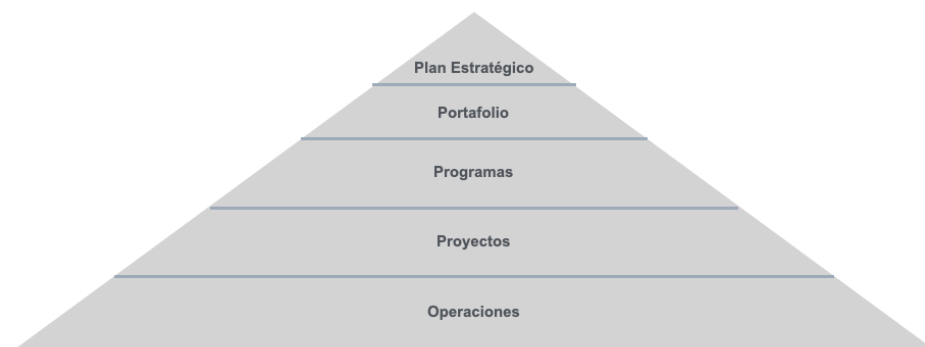 Plan Estratégico
Portafolio
Programas
Proyectos
Operaciones